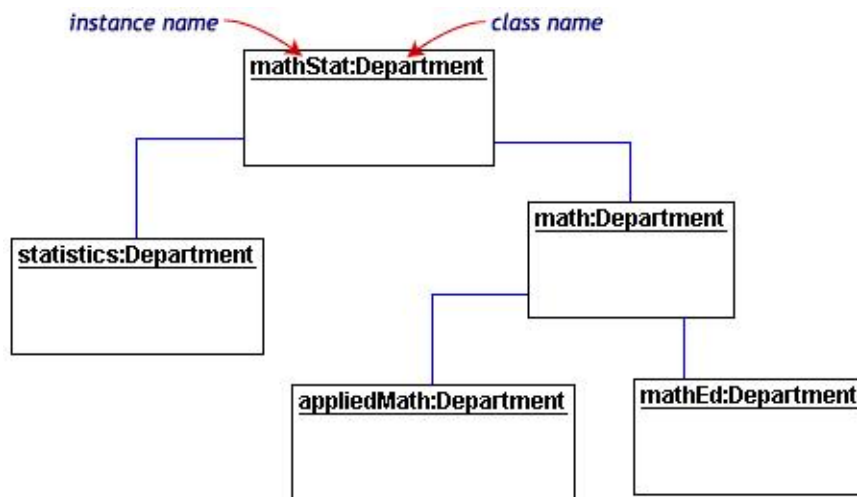 instance name
class name
mathStat:Department
math:Department
statistics:Department
appliedMath:Department
mathEd:Department